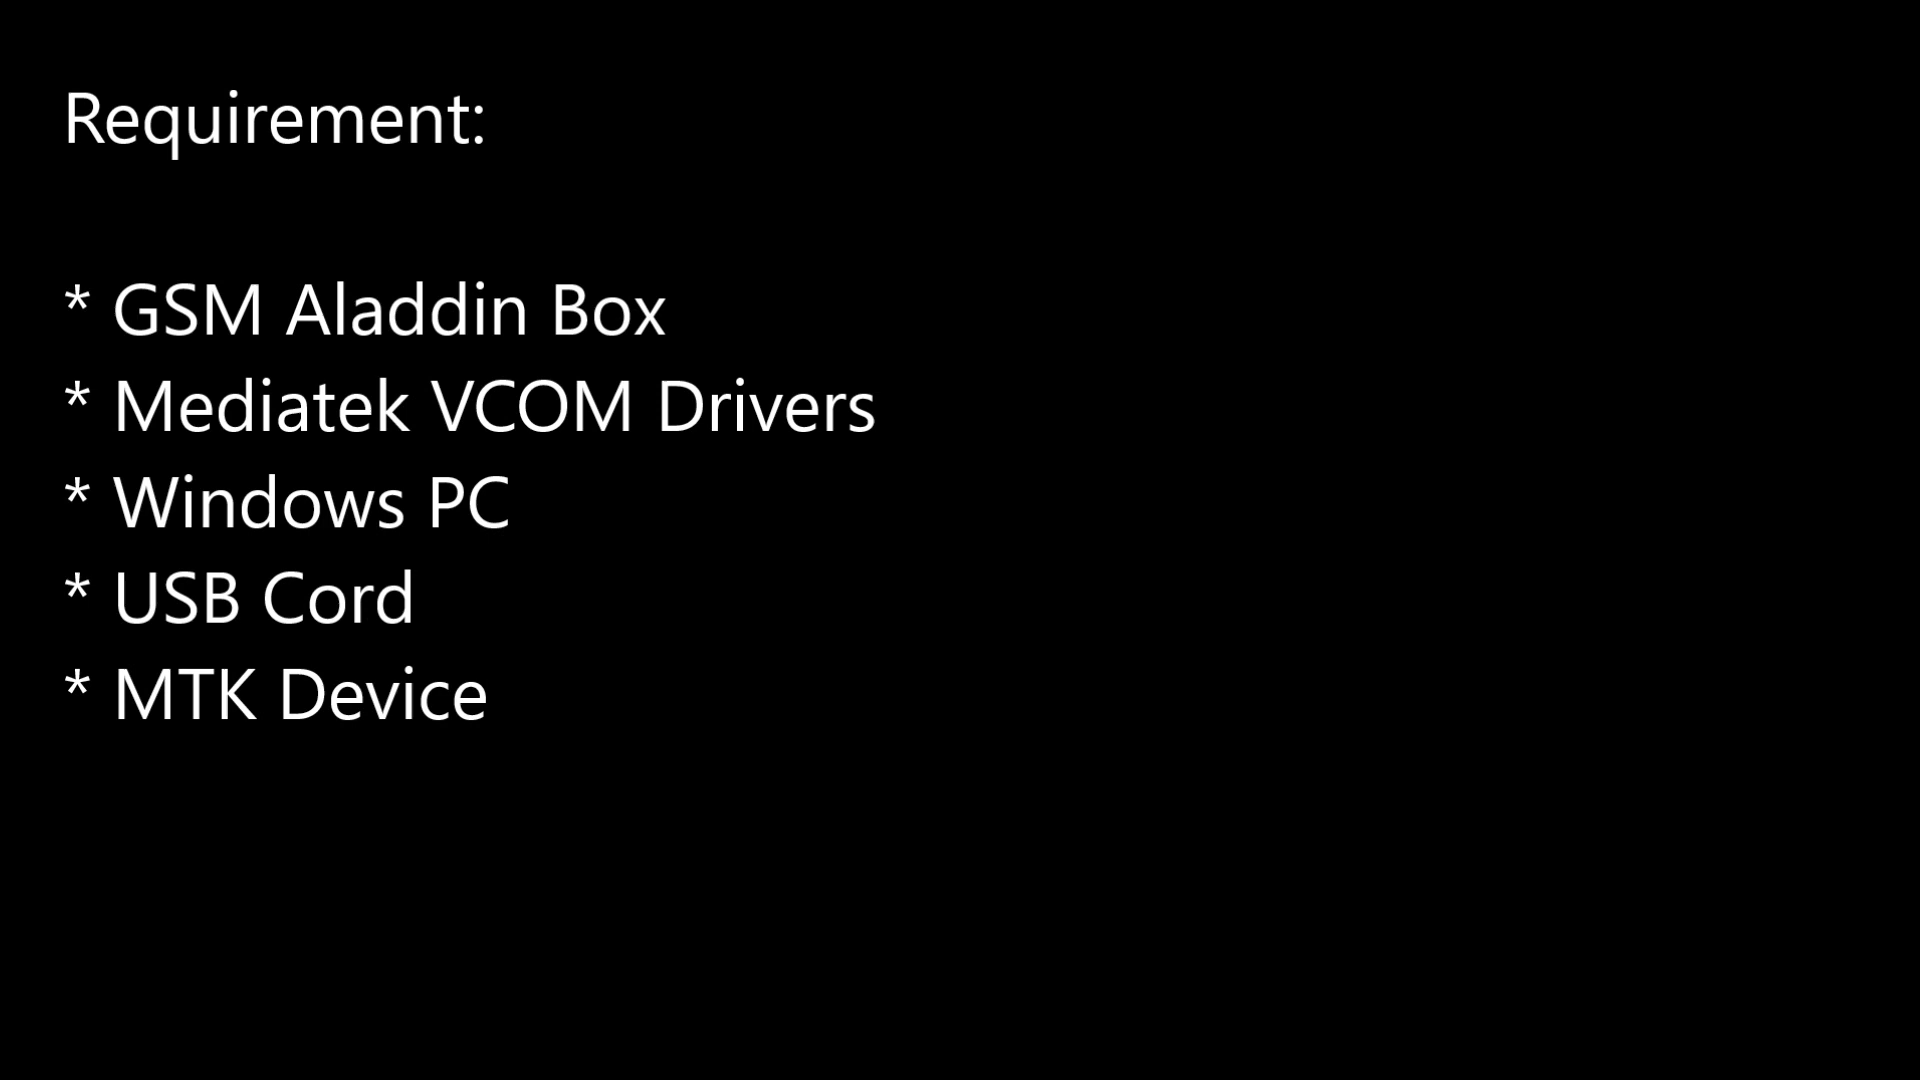 Requirement:
* GSM Aladdin Box
* Mediatek VCOM Drivers
* Windows PC
* USB Cord
* MTK Device